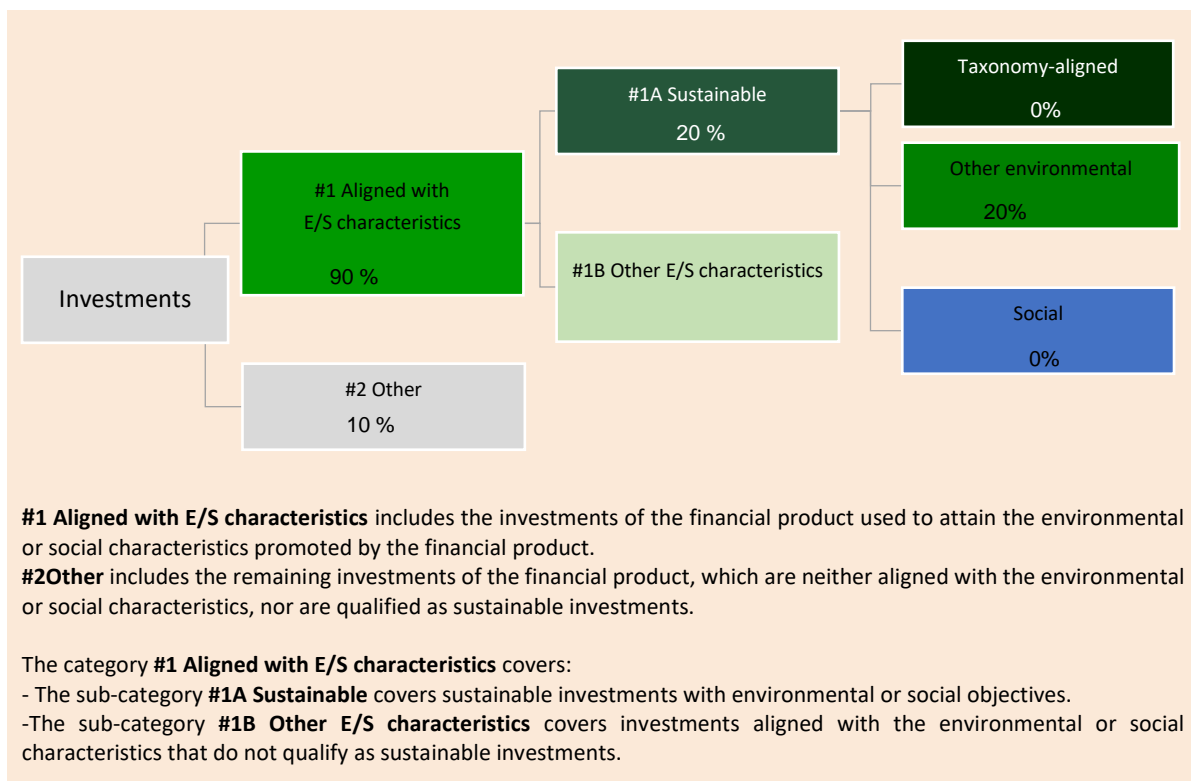 Investments
#1 Aligned with
E/S characteristics
90 %
#2 Other
10 %
#1A Sustainable
20 %
#1B Other E/S characteristics
Taxonomy-aligned
0%
Other environmental
20%
Social
0%
#1 Aligned with E/S characteristics includes the investments of the financial product used to attain the environmental
or social characteristics promoted by the financial product.
#2Other includes the remaining investments of the financial product, which are neither aligned with the environmental
or social characteristics, nor are qualified as sustainable investments.
The category #1 Aligned with E/S characteristics covers:
- The sub-category #1A Sustainable covers sustainable investments with environmental or social objectives.
-The sub-category #1B Other E/S characteristics covers investments aligned with the environmental or social
characteristics that do not qualify as sustainable investments.